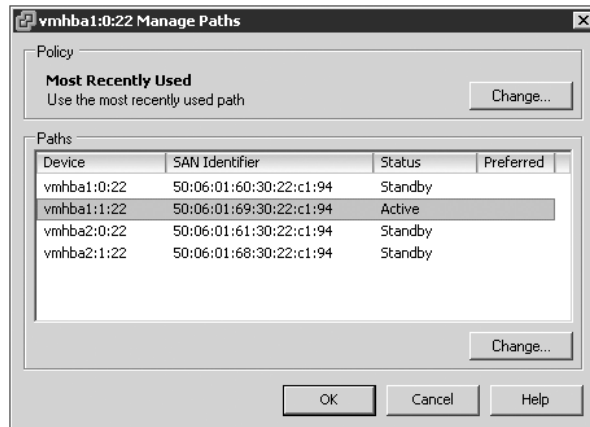 vmhba1:0:22 Manage Paths
Policy
Most Recently Used
Use the most recently used path
Change...
Paths
Device SAN Identifier Status Preferred
vmhba1:0:22 50:06:01:60:30:22:c1:94 Standby
vmhba1:1:22 50:06:01:69:30:22:c1:94 Active
vmhba2:0:22 50:06:01:61:30:22:c1:94 Standby
vmhba2:1:22 50:06:01:68:30:22:c1:94 Standby
Change...
OK Cancel Help